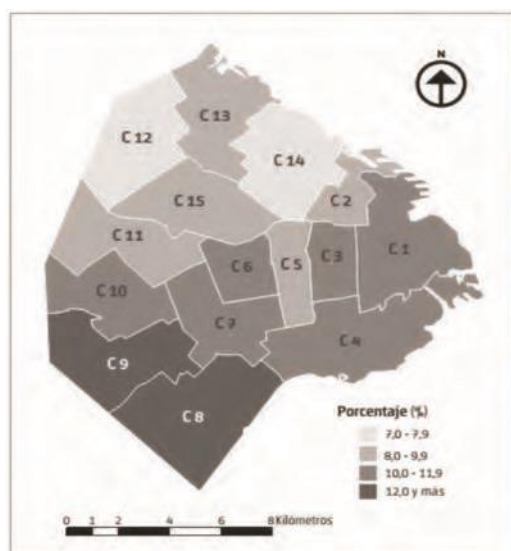 N
C 13
C 12
C 14
C 15
C 2
C 11
C 1
C 6
C 5
C 3
C 10
C 7
C 4
C 9
C 8
Porcentaje (%)
7,0 - 7,9
8,0 - 9,9
10,0 - 11,9
12,0 y más
0 1 2 4 6 8 Kilómetros